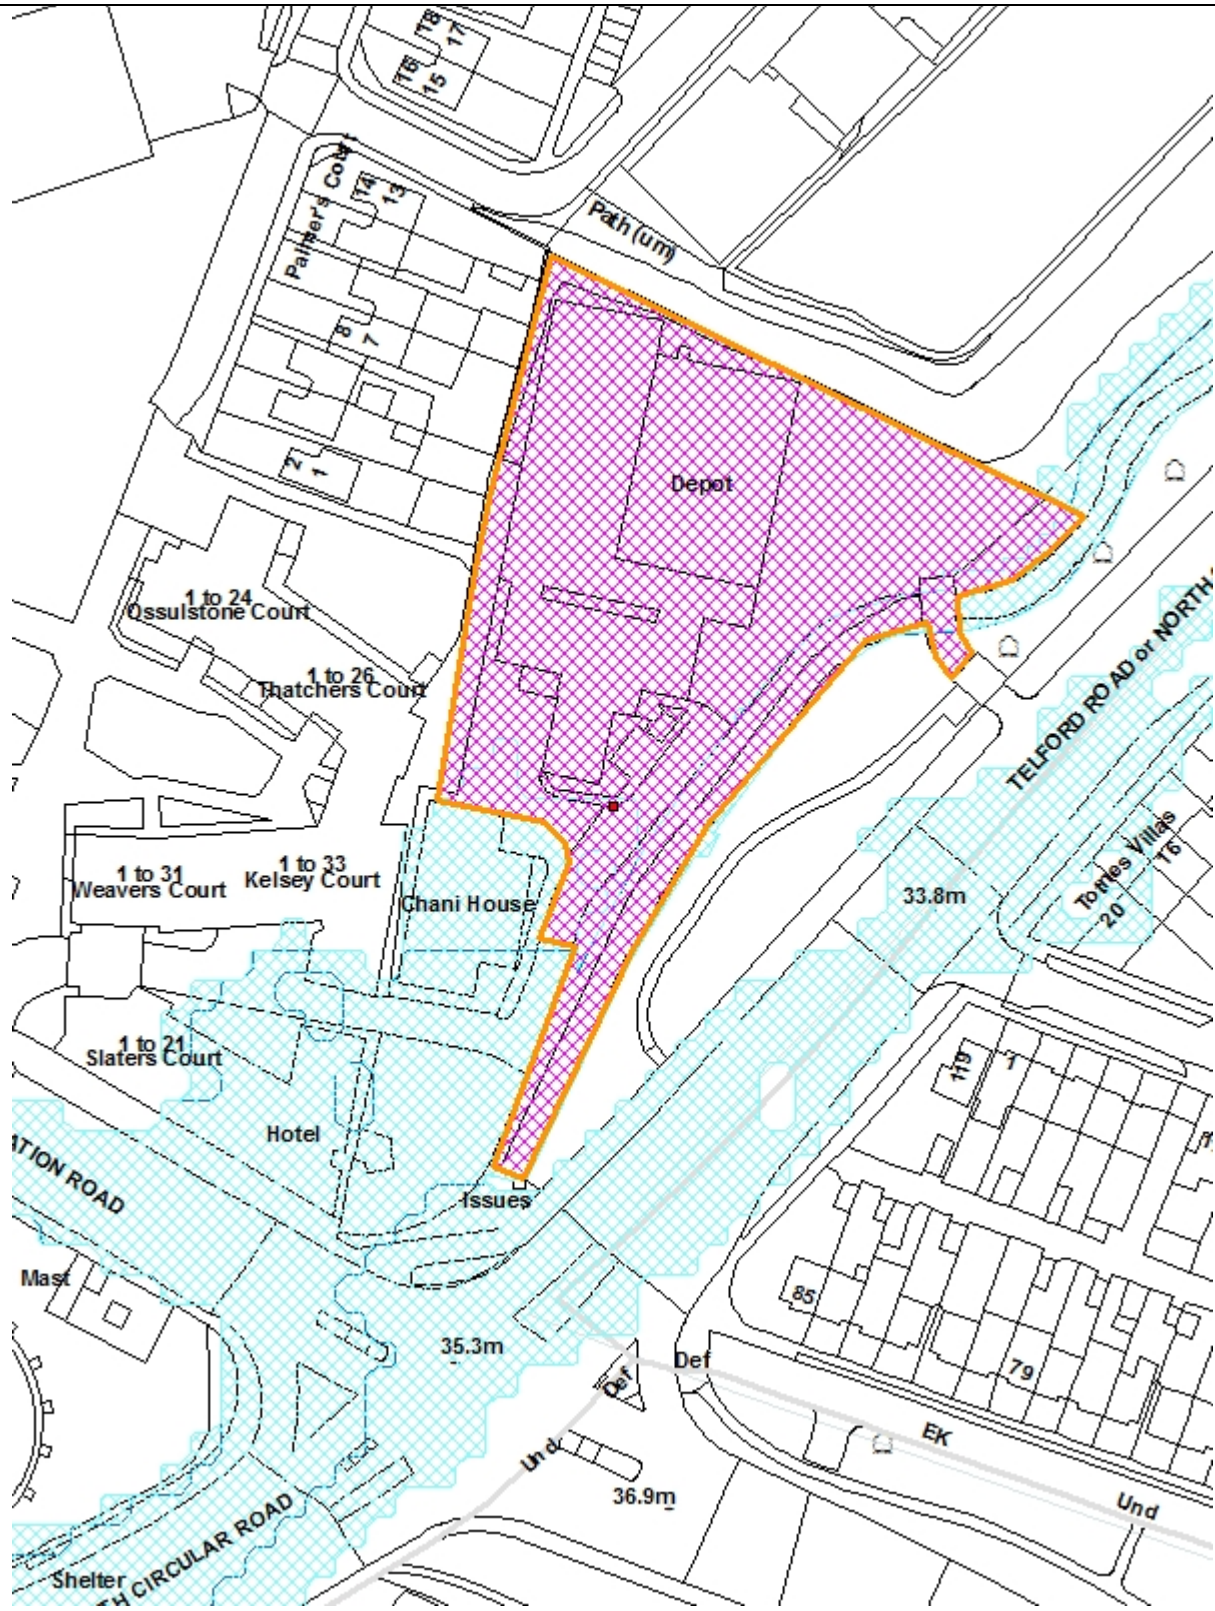 18
17
16
15
Palmer's Court
14
13
Path (um)
8
7
2
1
Depot
1 to 24
Ossulstone Court
1 to 26
Thatchers Court
TELFORD ROAD or NORTH
1 to 31
Weavers Court
1 to 33
Kelsey Court
Chani House
33.8m
Totnes Villas
16
20
1 to 21
Slaters Court
119
1
Hotel
ATION ROAD
Issues
Mast
85
35.3m
Def
Def
79
EK
Und
36.9m
Und
TH CIRCULAR ROAD
Shelter